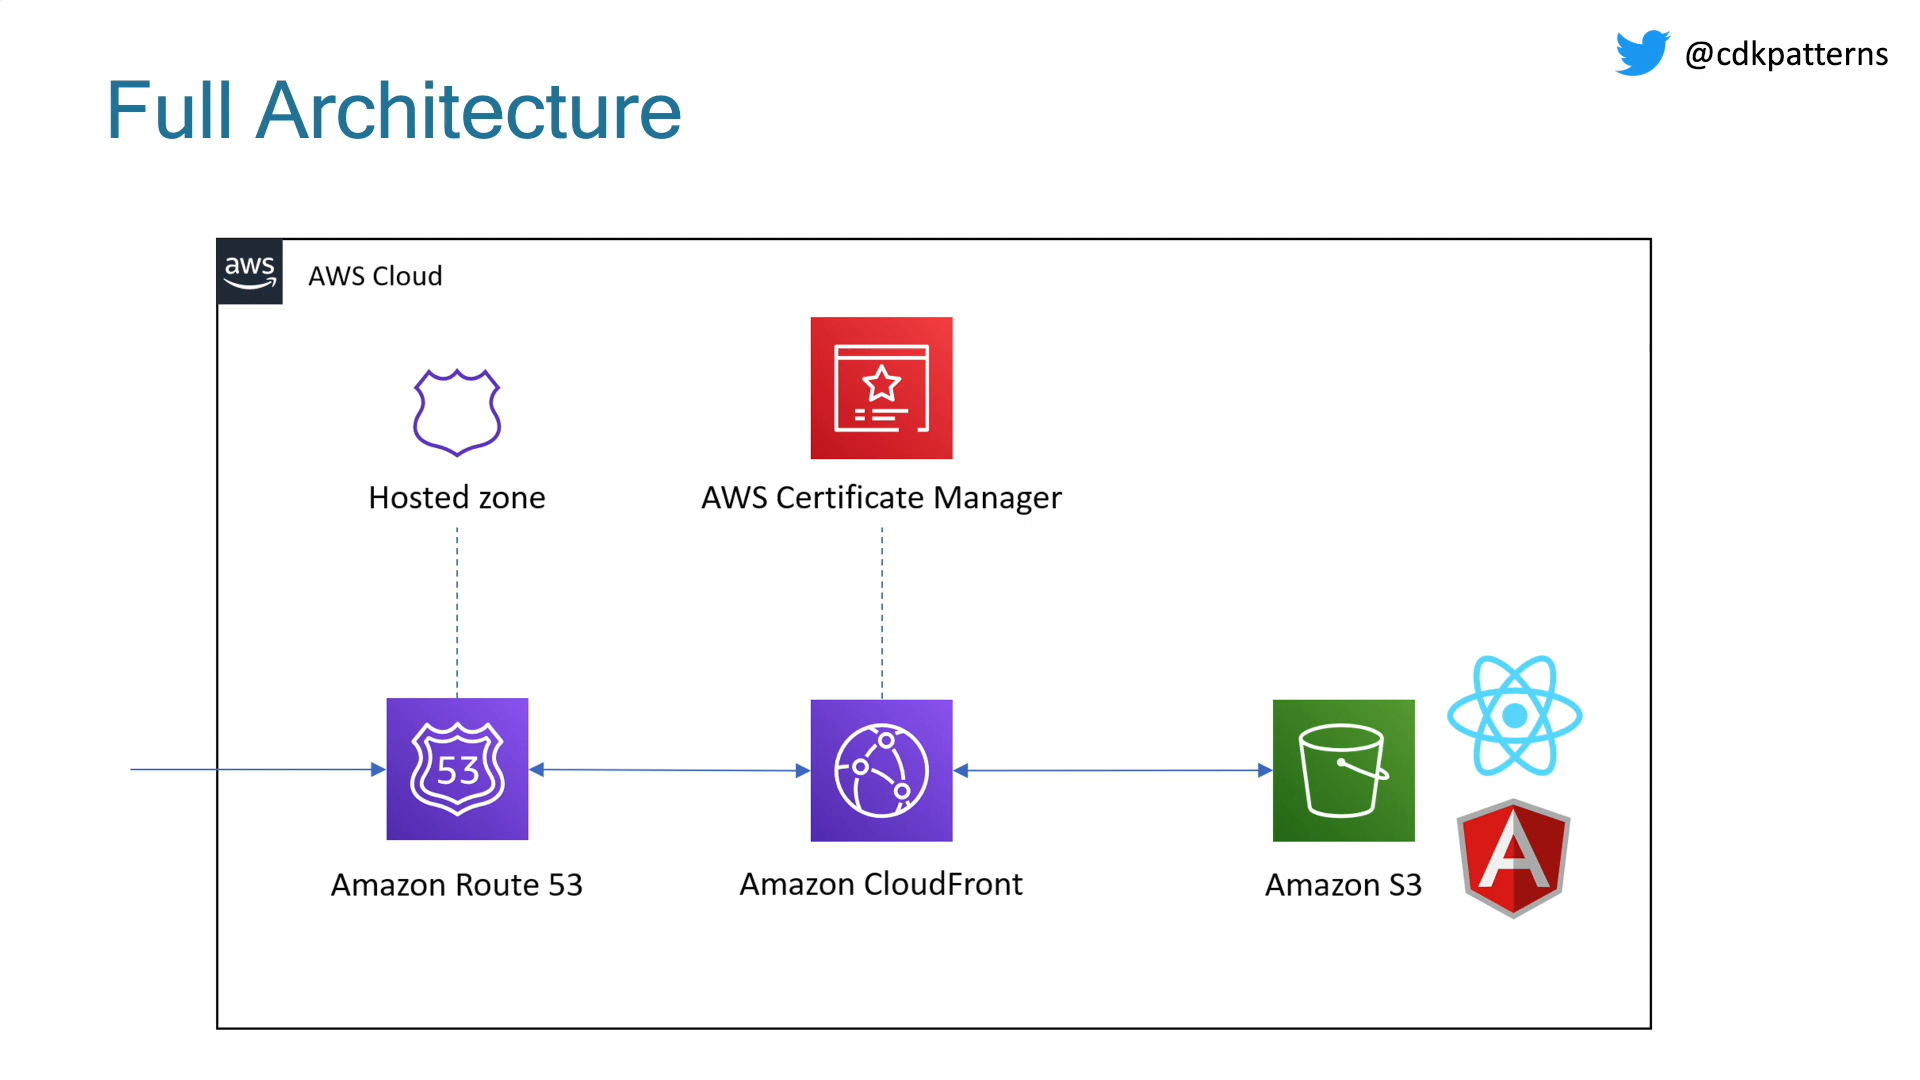 @cdkpatterns
Full Architecture
aws
AWS Cloud
Hosted zone
AWS Certificate Manager
53
Amazon Route 53
Amazon CloudFront
Amazon S3
A